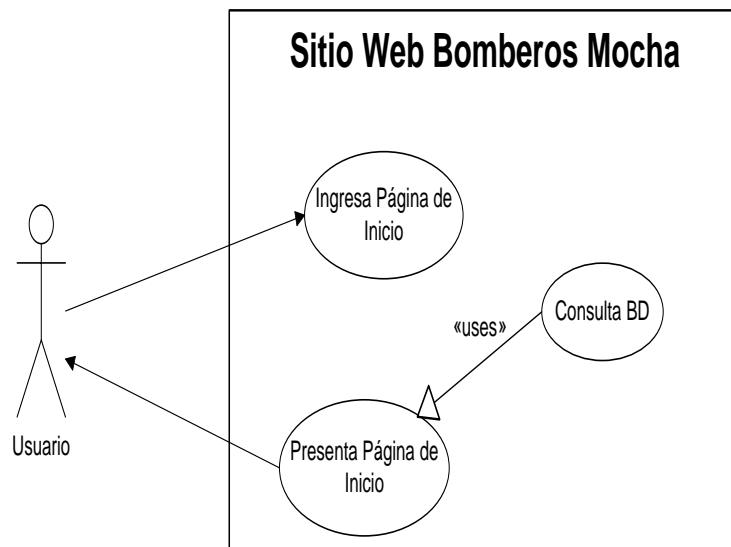 Sitio Web Bomberos Mocha
Ingresa Página de
Inicio
Consulta BD
«uses»
Usuario
Presenta Página de
Inicio